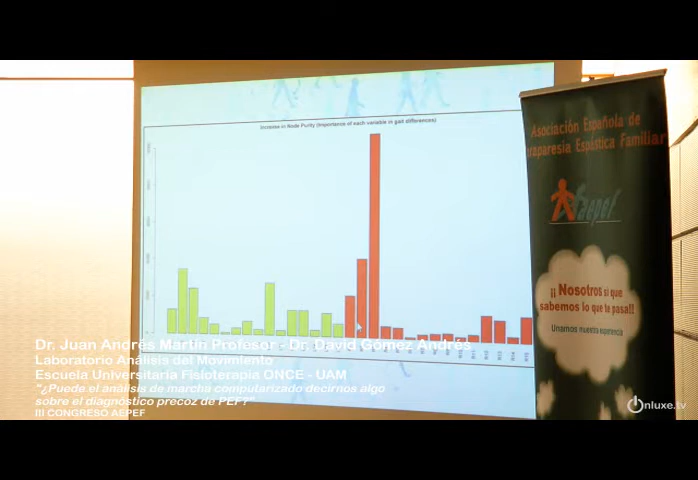 Increase in Node Purity (Importance of each variable in gait differences)
Asociación Española de
Paraparesia Espástica Familiar
aepef
¡¡ Nosotros si que
sabemos lo que te pasa!!
Unamos nuestra experiencia
Dr. Juan Andrés Martín Profesor - Dr. David Gómez Andrés
Laboratorio Análisis del Movimiento
Escuela Universitaria Fisioterapia ONCE - UAM
"¿Puede el análisis de marcha computarizado decirnos algo
sobre el diagnóstico precoz de PEF?"
III CONGRESO AEPEF
onluxe.tv